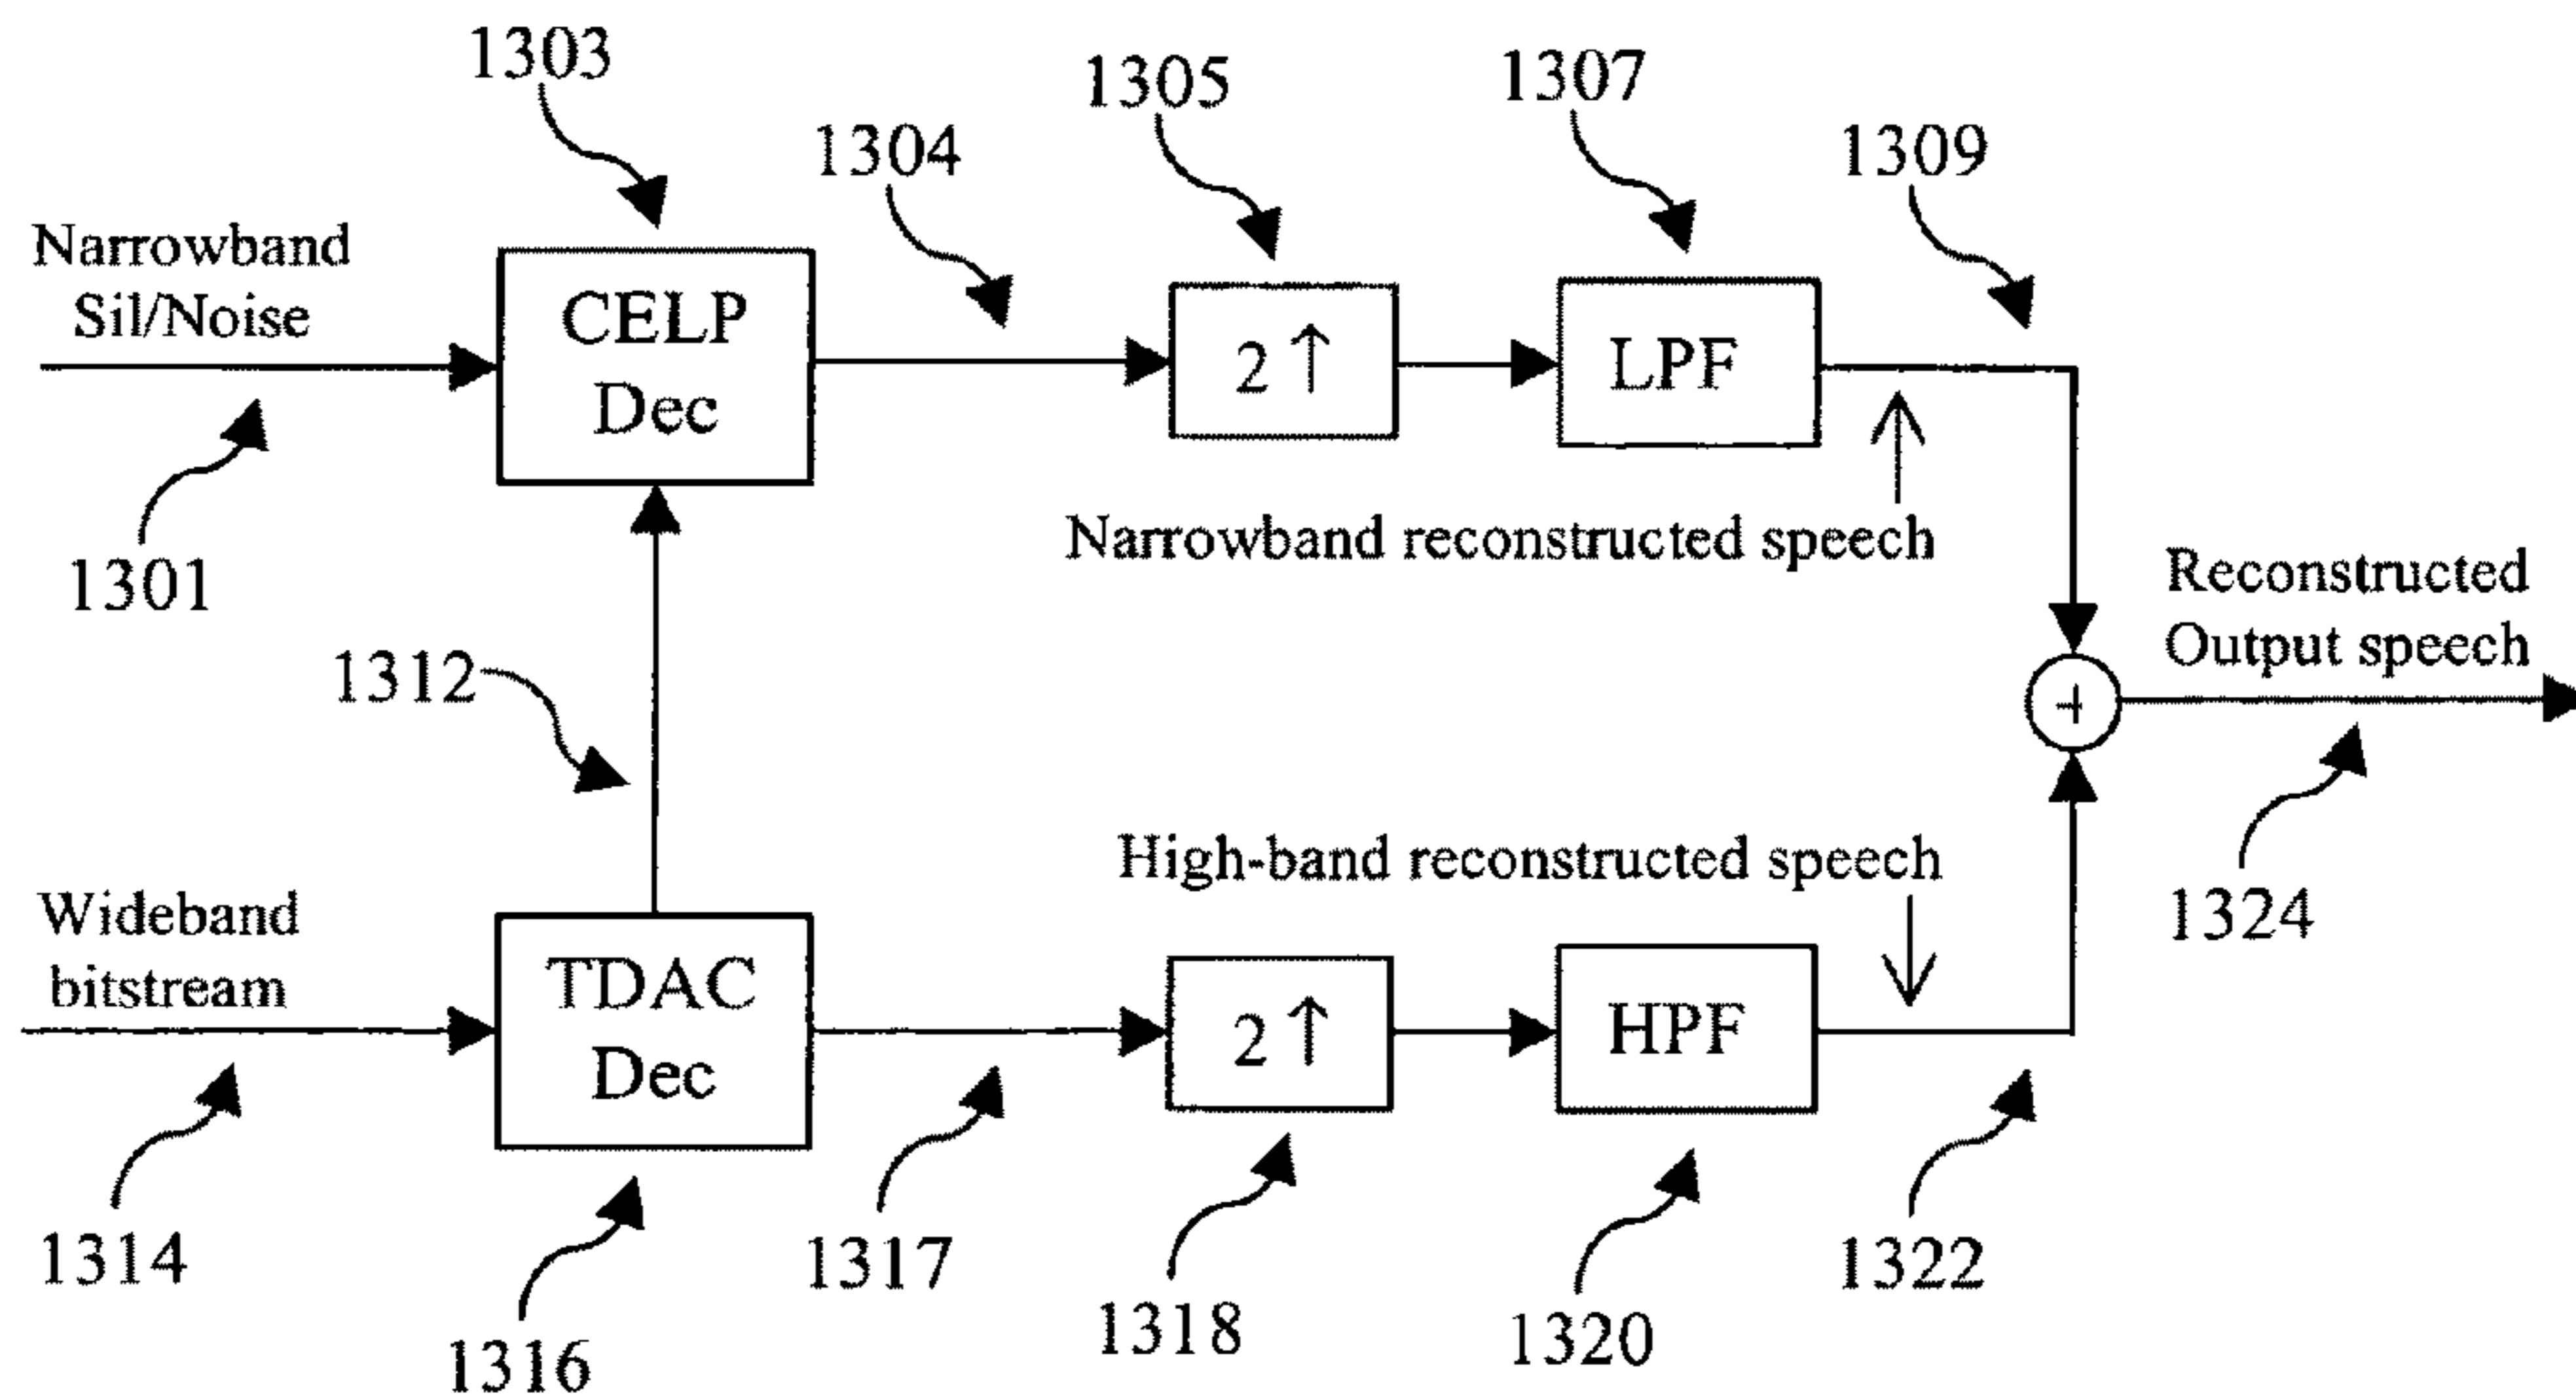 1303
1305
1307
1304
1309
Narrowband
Sil/Noise
CELP
Dec
2↑
LPF
1301
Narrowband reconstructed speech
Reconstructed
Output speech
1312
+
High-band reconstructed speech
1324
Wideband
bitstream
TDAC
Dec
2↑
HPF
1314
1317
1322
1316
1318
1320